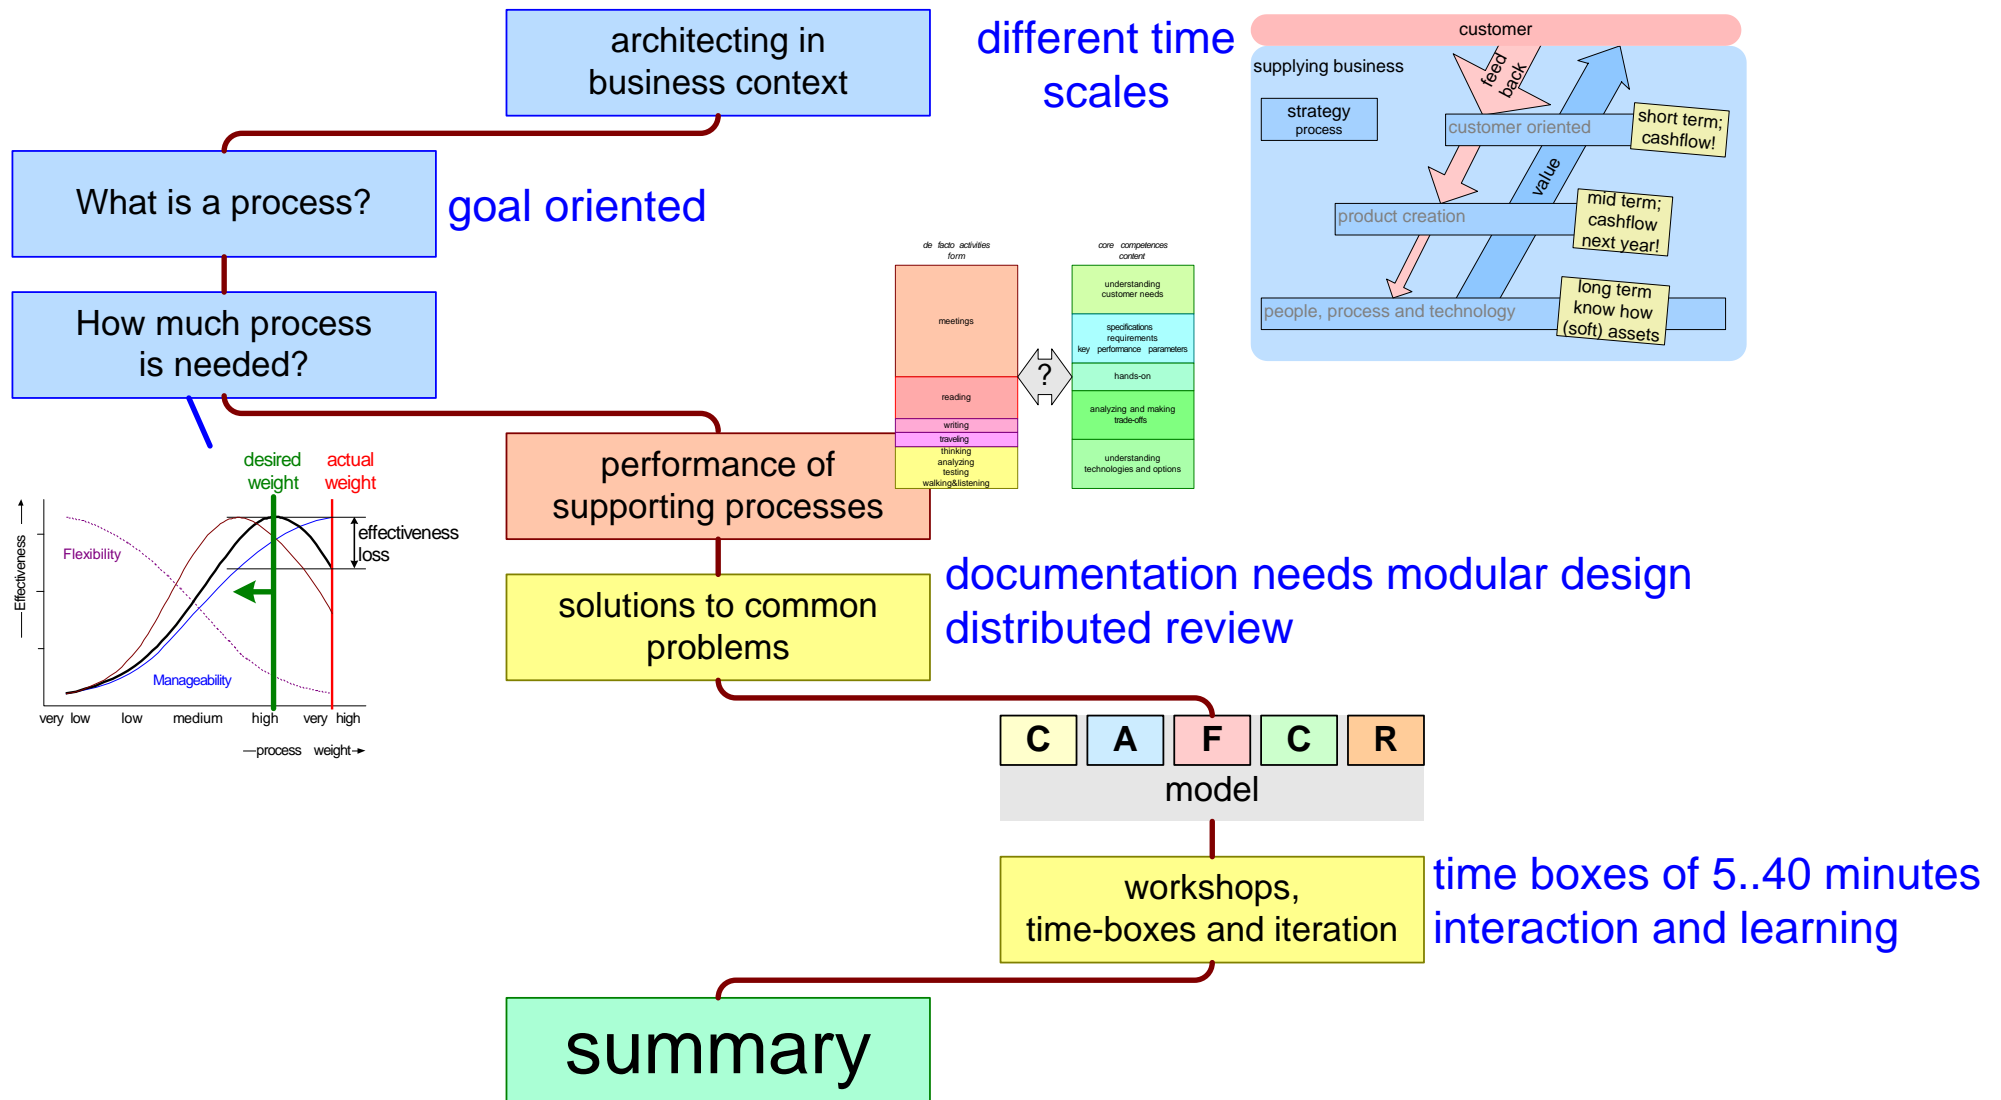 architecting in
business context
different time
scales
customer
supplying business
feed
back
strategy
process
customer oriented
short term;
cashflow!
value
product creation
mid term;
cashflow
next year!
people, process and technology
long term
know how
(soft) assets
What is a process?
goal oriented
How much process
is needed?
de facto activities
form
meetings
reading
writing
traveling
thinking
analyzing
testing
walking&listening
?
core competences
content
understanding
customer needs
specifications
requirements
key performance parameters
hands-on
analyzing and making
trade-offs
understanding
technologies and options
performance of
supporting processes
desired
weight
actual
weight
effectiveness
loss
Effectiveness
Flexibility
Manageability
very low
low
medium
high
very high
process weight
solutions to common
problems
documentation needs modular design
distributed review
C A F C R
model
workshops,
time-boxes and iteration
time boxes of 5..40 minutes
interaction and learning
summary